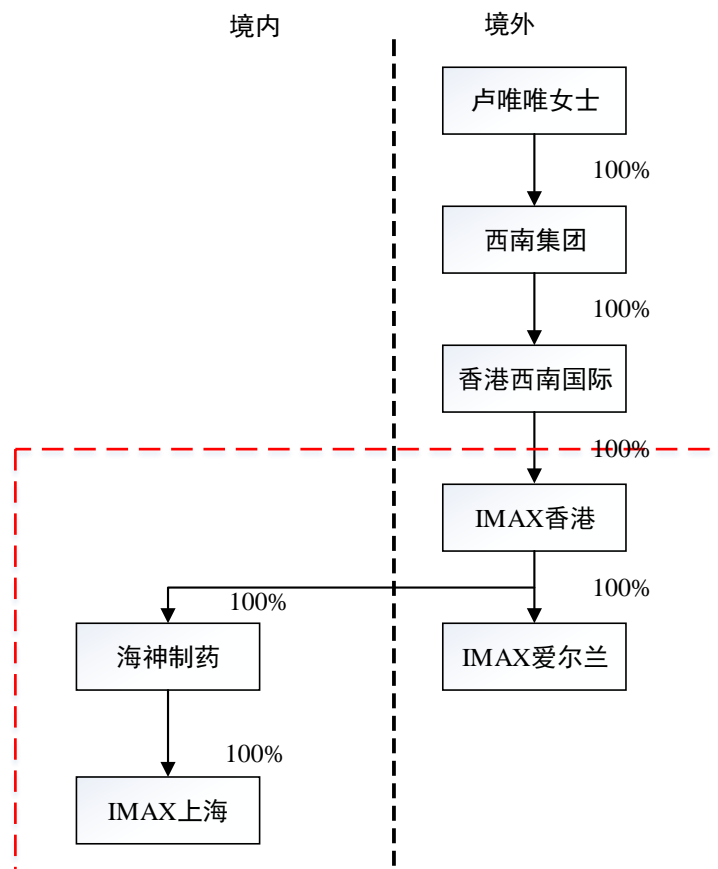 境内
境外
卢唯唯女士
100%
西南集团
100%
香港西南国际
100%
IMAX香港
100%
100%
海神制药
IMAX爱尔兰
100%
IMAX上海